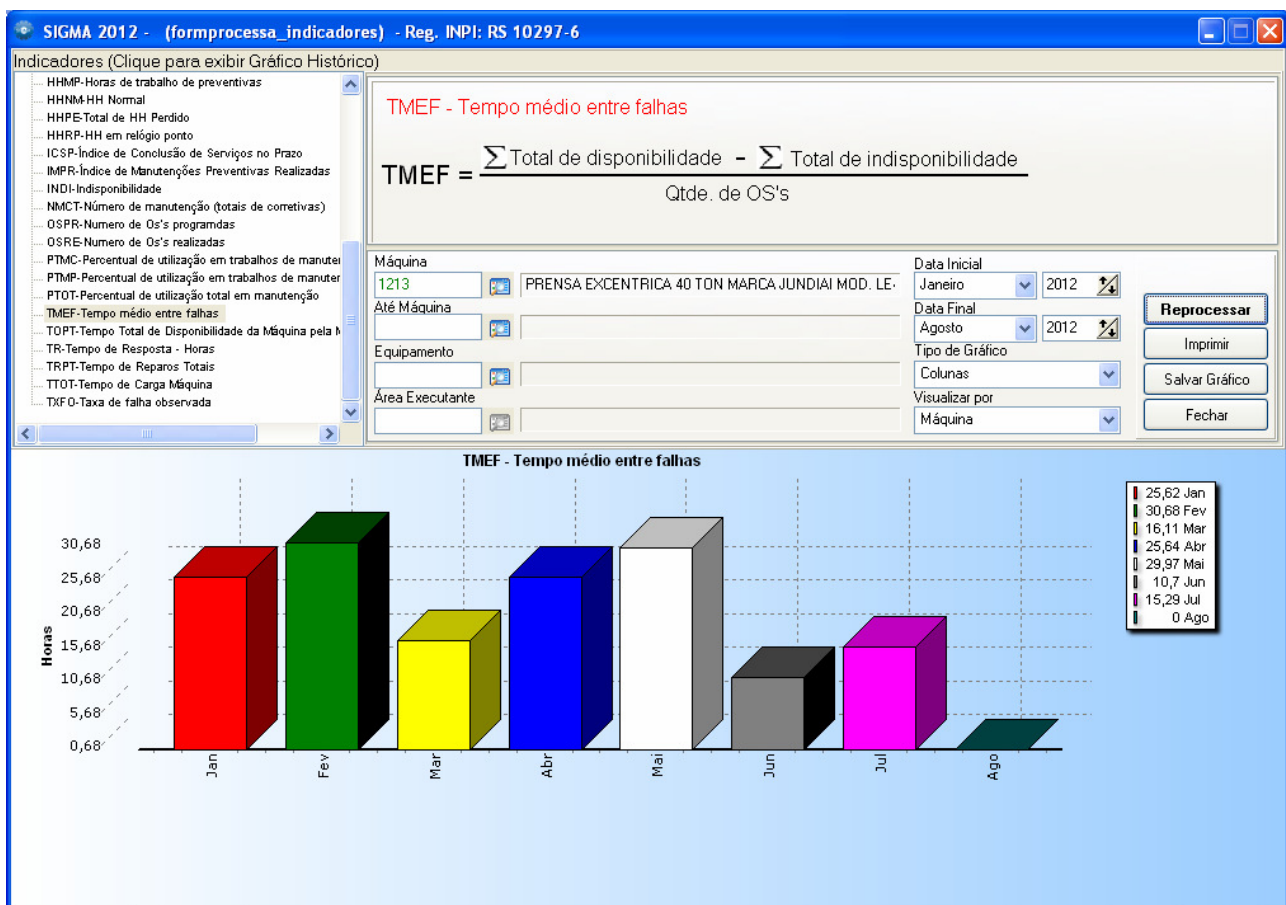 SIGMA 2012 - (formprocessa_indicadores) - Reg. INPI: RS 10297-6
Indicadores (Clique para exibir Gráfico Histórico)
HHMP-Horas de trabalho de preventivas
HHNM-HH Normal
HHPE-Total de HH Perdido
HHRP-HH em relógio ponto
ICSP-Índice de Conclusão de Serviços no Prazo
IMPR-Índice de Manutenções Preventivas Realizadas
INDI-Indisponibilidade
NMCT-Número de manutenção (totais de corretivas)
OSPR-Numero de Os's programdas
OSRE-Numero de Os's realizadas
PTMC-Percentual de utilização em trabalhos de manuter
PTMP-Percentual de utilização em trabalhos de manuter
PTOT-Percentual de utilização total em manutenção
TMEF-Tempo médio entre falhas
TOPT-Tempo Total de Disponibilidade da Máquina pela M
TR-Tempo de Resposta - Horas
TRPT-Tempo de Reparos Totais
TTOT-Tempo de Carga Máquina
TXFO-Taxa de falha observada
TMEF - Tempo médio entre falhas
TMEF = ∑ Total de disponibilidade - ∑ Total de indisponibilidade
Qtde. de OS's
Máquina
1213 PRENSA EXCENTRICA 40 TON MARCA JUNDIAI MOD. LE-
Até Máquina
Equipamento
Área Executante
Data Inicial
Janeiro 2012
Data Final
Agosto 2012
Tipo de Gráfico
Colunas
Visualizar por
Máquina
Reprocessar
Imprimir
Salvar Gráfico
Fechar
TMEF - Tempo médio entre falhas
Horas
30,68
25,68
20,68
15,68
10,68
5,68
0,68
Jan
Fev
Mar
Abr
Mai
Jun
Jul
Ago
25,62 Jan
30,68 Fev
16,11 Mar
25,64 Abr
29,97 Mai
10,7 Jun
15,29 Jul
0 Ago